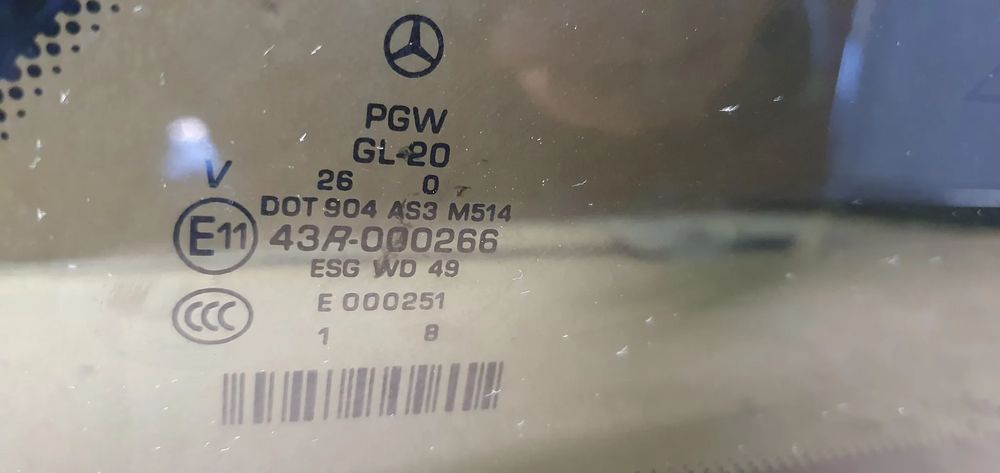 PGW
GL-20
V
26 0
DOT 904 AS3 M514
E11 43R-000266
ESG WD 49
E 000251
CCC
1 8